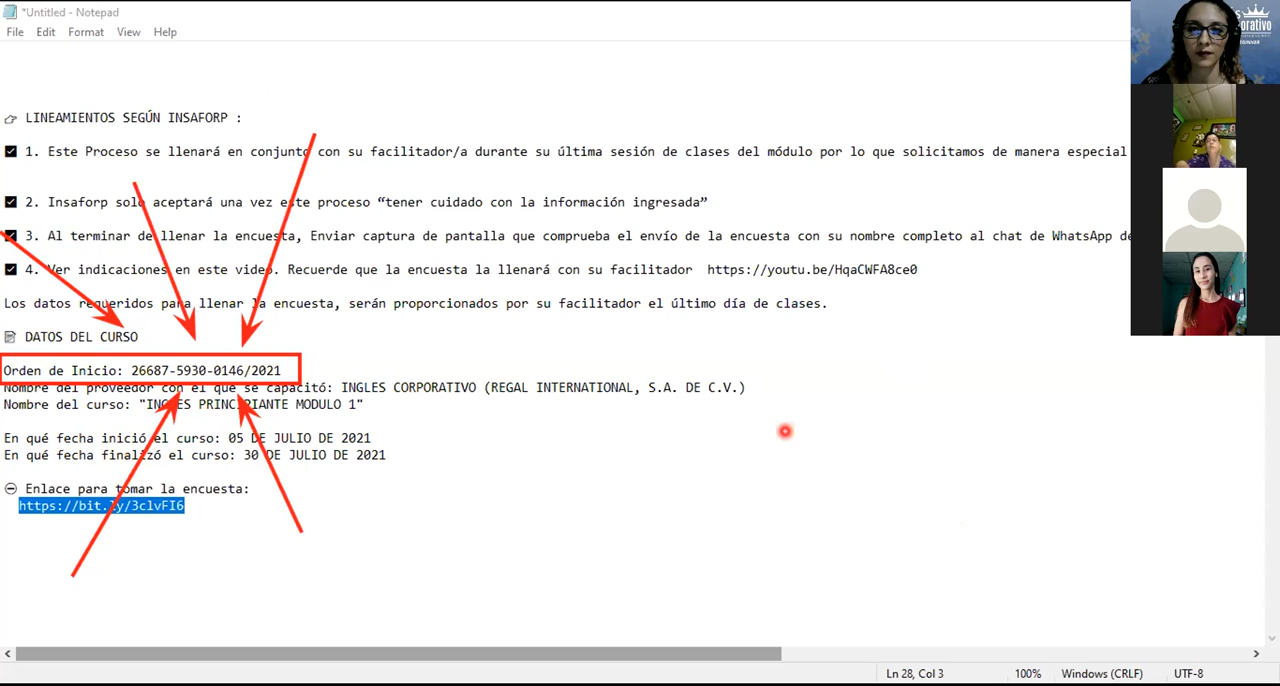 *Untitled - Notepad
File Edit Format View Help
LINEAMIENTOS SEGÚN INSAFORP :
1. Este Proceso se llenará en conjunto con su facilitador/a durante su última sesión de clases del módulo por lo que solicitamos de manera especial
2. Insaforp solo aceptará una vez este proceso “tener cuidado con la información ingresada”
3. Al terminar de llenar la encuesta, Enviar captura de pantalla que comprueba el envío de la encuesta con su nombre completo al chat de WhatsApp de
4. Ver indicaciones en este video. Recuerde que la encuesta la llenará con su facilitador https://youtu.be/HqaCWFA8ce0
Los datos requeridos para llenar la encuesta, serán proporcionados por su facilitador el último día de clases.
DATOS DEL CURSO
Orden de Inicio: 26687-5930-0146/2021
Nombre del proveedor con el que se capacitó: INGLES CORPORATIVO (REGAL INTERNATIONAL, S.A. DE C.V.)
Nombre del curso: "INGLES PRINCIPIANTE MODULO 1"
En qué fecha inició el curso: 05 DE JULIO DE 2021
En qué fecha finalizó el curso: 30 DE JULIO DE 2021
Enlace para tomar la encuesta:
https://bit.ly/3clvFI6
Ln 28, Col 3 100% Windows (CRLF) UTF-8